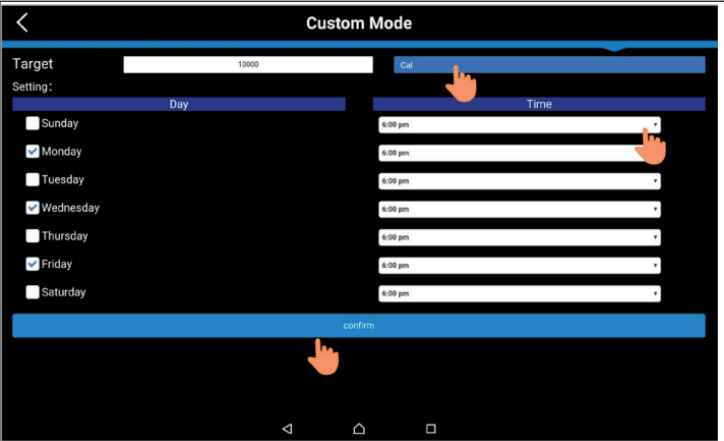 Custom Mode
Target 10000 Cal
Setting:
Day Time
Sunday 6:00 pm
Monday 6:00 pm
Tuesday 6:00 pm
Wednesday 6:00 pm
Thursday 6:00 pm
Friday 6:00 pm
Saturday 6:00 pm
confirm